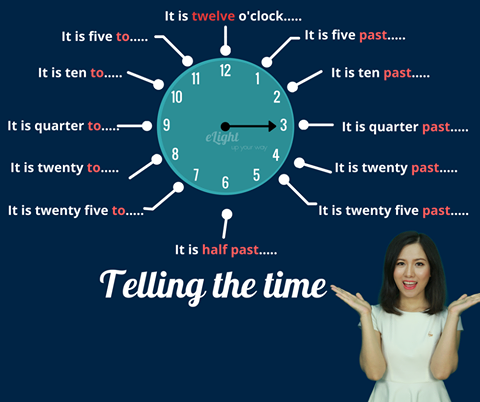 It is twelve o'clock.....
It is five to.....
It is five past.....
It is ten to.....
It is ten past.....
It is quarter to.....
It is quarter past.....
It is twenty to.....
It is twenty past.....
It is twenty five to.....
It is twenty five past.....
It is half past.....
12
1
2
3
4
5
6
7
8
9
10
11
eLight
up your way
Telling the time